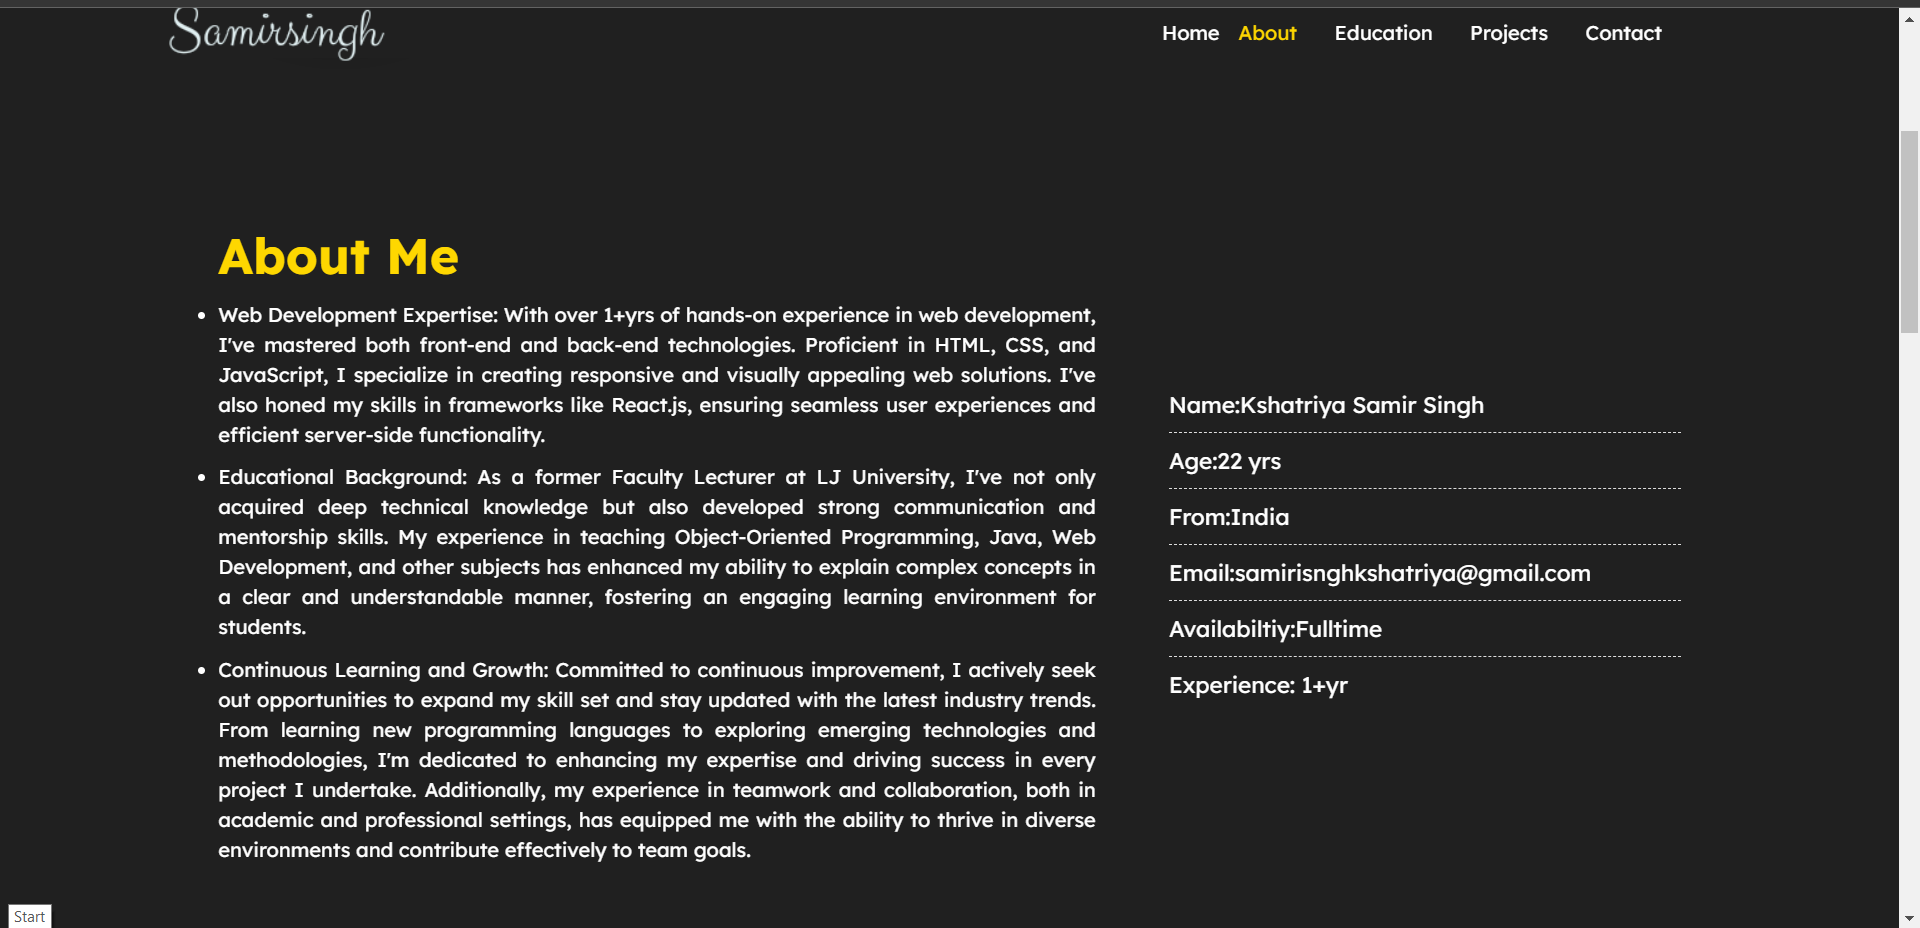 Samirsingh
Home About Education Projects Contact
About Me
• Web Development Expertise: With over 1+yrs of hands-on experience in web development,
I've mastered both front-end and back-end technologies. Proficient in HTML, CSS, and
JavaScript, I specialize in creating responsive and visually appealing web solutions. I've
also honed my skills in frameworks like React.js, ensuring seamless user experiences and
efficient server-side functionality.
• Educational Background: As a former Faculty Lecturer at LJ University, I've not only
acquired deep technical knowledge but also developed strong communication and
mentorship skills. My experience in teaching Object-Oriented Programming, Java, Web
Development, and other subjects has enhanced my ability to explain complex concepts in
a clear and understandable manner, fostering an engaging learning environment for
students.
• Continuous Learning and Growth: Committed to continuous improvement, I actively seek
out opportunities to expand my skill set and stay updated with the latest industry trends.
From learning new programming languages to exploring emerging technologies and
methodologies, I'm dedicated to enhancing my expertise and driving success in every
project I undertake. Additionally, my experience in teamwork and collaboration, both in
academic and professional settings, has equipped me with the ability to thrive in diverse
environments and contribute effectively to team goals.
Name:Kshatriya Samir Singh
Age:22 yrs
From:India
Email:samirisnghkshatriya@gmail.com
Availabiltiy:Fulltime
Experience: 1+yr
Start